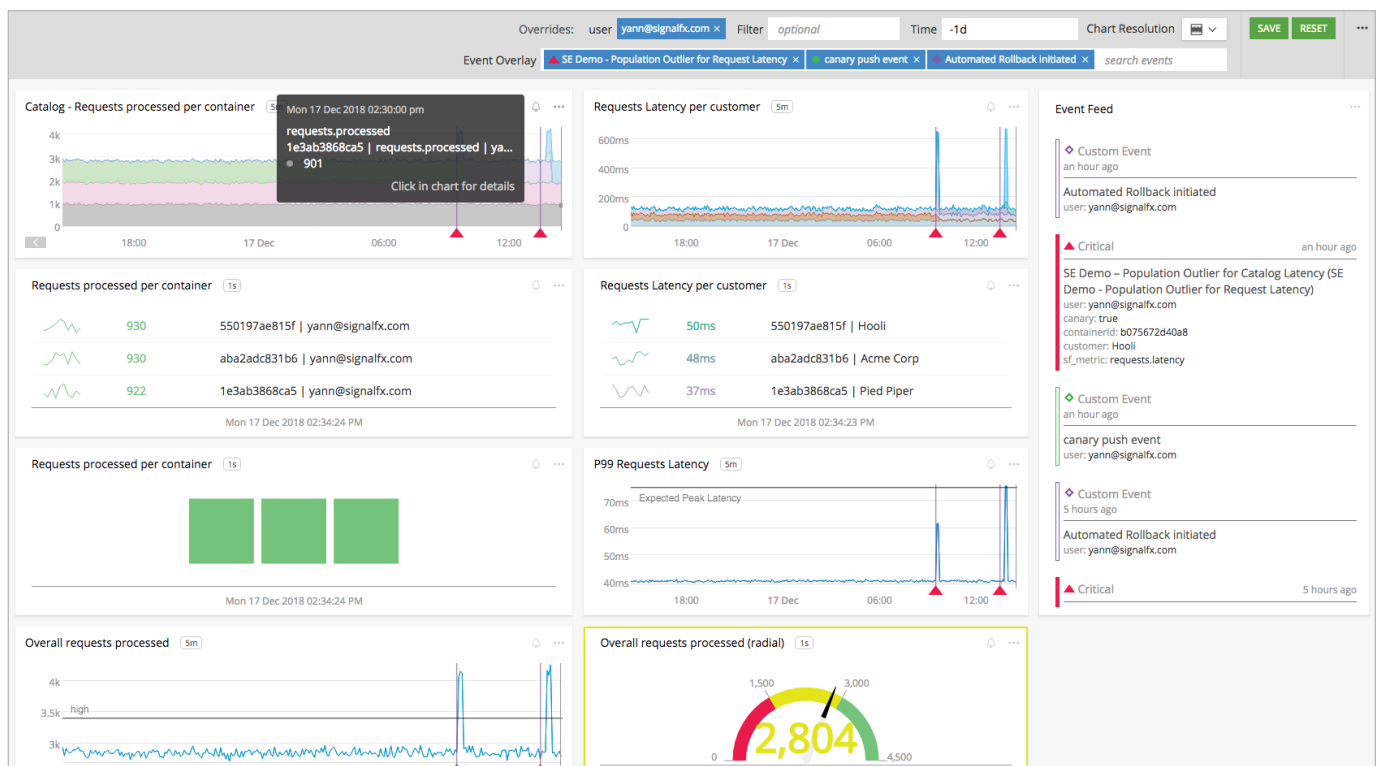 Overrides: user yann@signalfx.com × Filter optional Time -1d Chart Resolution SAVE RESET ...
Event Overlay SE Demo - Population Outlier for Request Latency × canary push event × Automated Rollback initiated × search events
Catalog - Requests processed per container
Mon 17 Dec 2018 02:30:00 pm
requests.processed
1e3ab3868ca5 | requests.processed | ya...
901
Click in chart for details
4k
3k
2k
1k
0
18:00 17 Dec 06:00 12:00
Requests Latency per customer 5m
600ms
400ms
200ms
0
18:00 17 Dec 06:00 12:00
Requests processed per container 1s
930 550197ae815f | yann@signalfx.com
930 aba2adc831b6 | yann@signalfx.com
922 1e3ab3868ca5 | yann@signalfx.com
Mon 17 Dec 2018 02:34:24 PM
Requests Latency per customer 1s
50ms 550197ae815f | Hooli
48ms aba2adc831b6 | Acme Corp
37ms 1e3ab3868ca5 | Pied Piper
Mon 17 Dec 2018 02:34:23 PM
Requests processed per container 1s
Mon 17 Dec 2018 02:34:24 PM
P99 Requests Latency 5m
Expected Peak Latency
70ms
60ms
50ms
40ms
18:00 17 Dec 06:00 12:00
Overall requests processed 5m
4k
3.5k high
3k
Overall requests processed (radial) 1s
1,500 3,000
2,804
0 4,500
Event Feed
Custom Event
an hour ago
Automated Rollback initiated
user: yann@signalfx.com
Critical an hour ago
SE Demo – Population Outlier for Catalog Latency (SE
Demo - Population Outlier for Request Latency)
user: yann@signalfx.com
canary: true
containerId: b075672d40a8
customer: Hooli
sf_metric: requests.latency
Custom Event
an hour ago
canary push event
user: yann@signalfx.com
Custom Event
5 hours ago
Automated Rollback initiated
user: yann@signalfx.com
Critical 5 hours ago